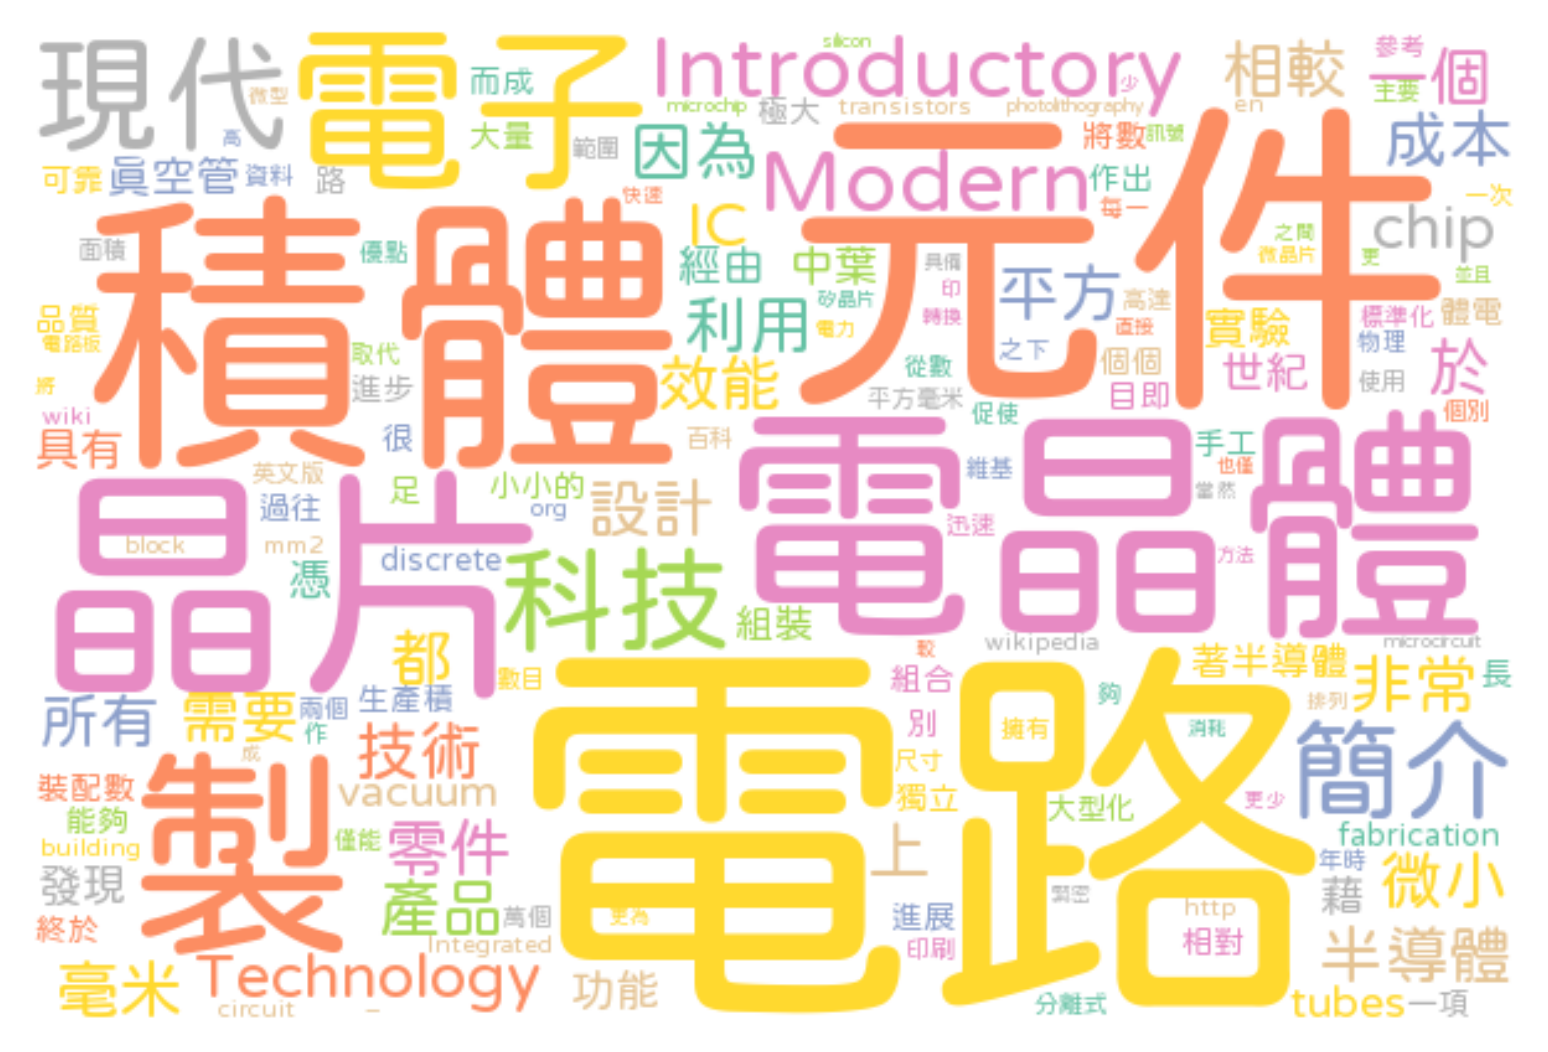 現代
微型
高
電子
而成
大量
範圍
Introductory
silicon
少
microchip
極大
transistors
photolithography
en
相較
參考
一個
主要
可靠
真空管
資料
路
因為
快速
Modern
將數
訊號
作出
每一
成本
一次
元件
積體
面積
優點
IC
經由
中葉
利用
矽晶片
電力
具備
印
轉換
平方
高達
直接
之下
chip
之間
微晶片
更
並且
品質
電路板
將
取代
進步
效能
平方毫米
從數
促使
個個
目即
實驗
標準化
體電
物理
世紀
使用
於
個別
wiki
具有
很
百科
英文版
晶片
過往
足
小小的
org
設計
電晶體
維基
手工
也僅
當然
迅速
方法
block
mm2
discrete
憑
科技
組裝
wikipedia
microcircuit
都
數目
較
組合
著半導體
非常
長
所有
需要
兩個
作
生產積
成
技術
電路
別
夠
擁有
消耗
排列
簡介
製
裝配數
能夠
building
vacuum
僅能
零件
尺寸
獨立
大型化
更少
fabrication
發現
終於
產品
萬個
更為
上
緊密
年時
藉
微小
Integrated
進展
印刷
http
相對
半導體
毫米
Technology
circuit
_
功能
分離式
tubes
一項